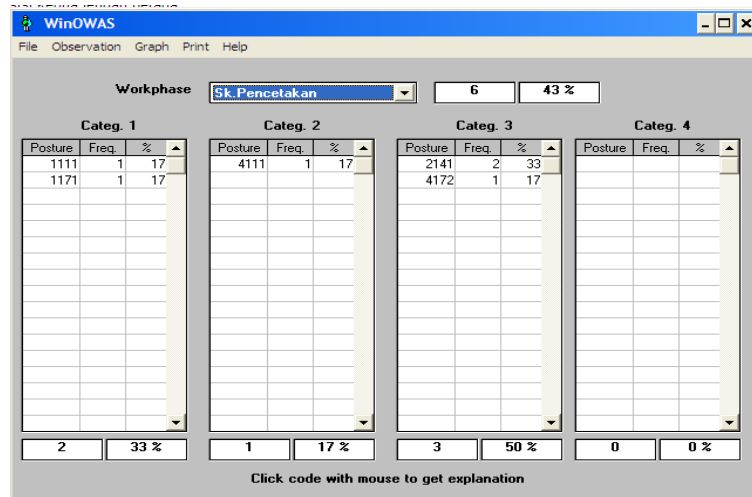 WinOWAS
File Observation Graph Print Help
Workphase Sk.Pencetakan 6 43 %
Categ. 1 Categ. 2 Categ. 3 Categ. 4
Posture Freq. % Posture Freq. % Posture Freq. % Posture Freq. %
1111 1 17 4111 1 17 2141 2 33
1171 1 17 4172 1 17
2 33 % 1 17 % 3 50 % 0 0 %
Click code with mouse to get explanation